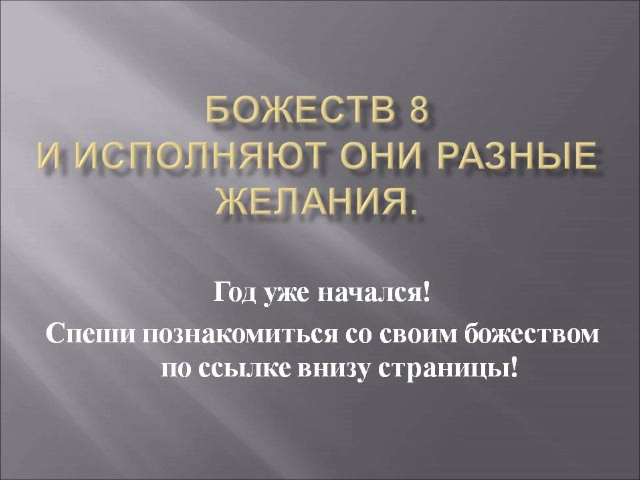 БОЖЕСТВ 8
И ИСПОЛНЯЮТ ОНИ РАЗНЫЕ
ЖЕЛАНИЯ.
Год уже начался!
Спеши познакомиться со своим божеством
по ссылке внизу страницы!